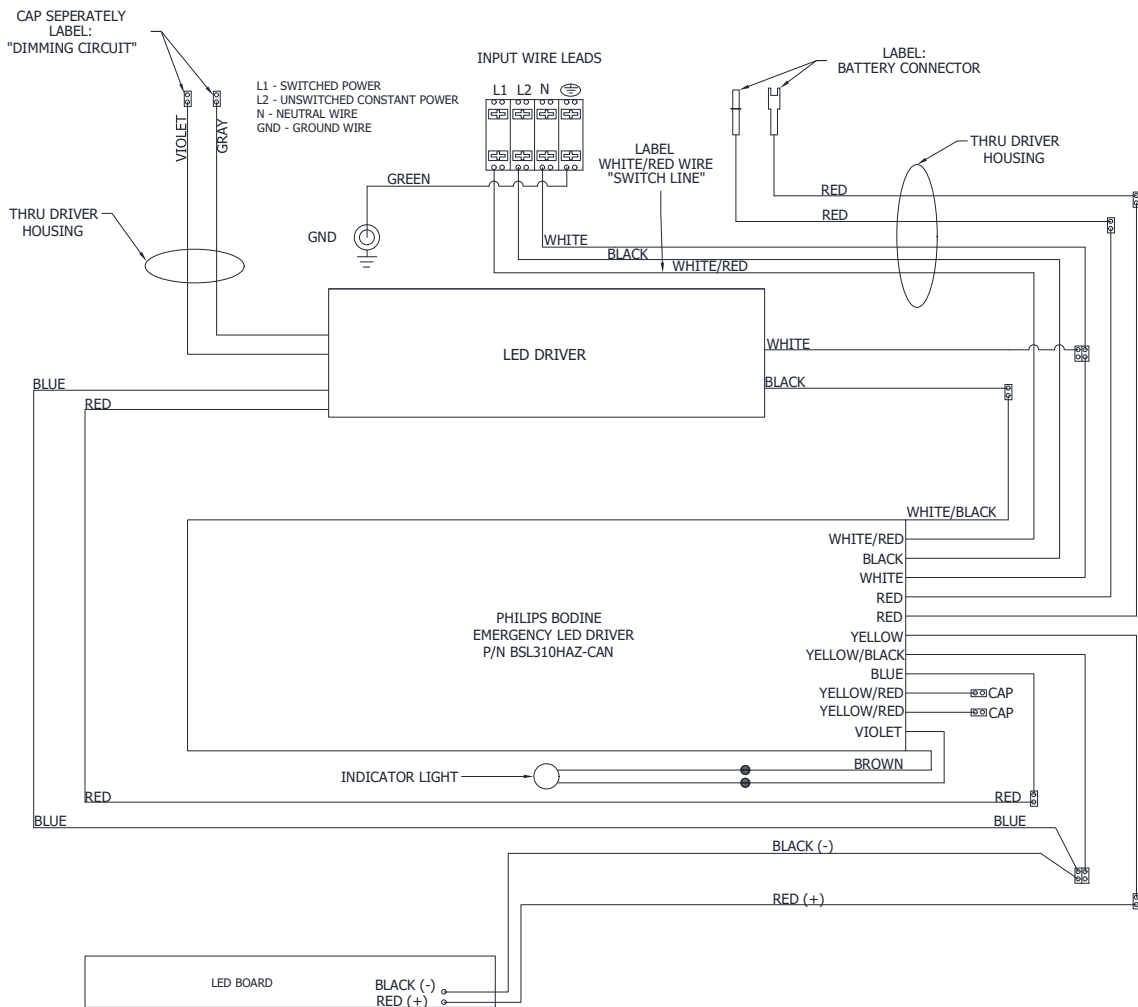 CAP SEPERATELY
LABEL:
"DIMMING CIRCUIT"
VIOLET
GRAY
L1 - SWITCHED POWER
L2 - UNSWITCHED CONSTANT POWER
N - NEUTRAL WIRE
GND - GROUND WIRE
INPUT WIRE LEADS
L1 L2 N
LABEL:
BATTERY CONNECTOR
LABEL
WHITE/RED WIRE
"SWITCH LINE"
THRU DRIVER
HOUSING
GREEN
RED
RED
THRU DRIVER
HOUSING
GND
WHITE
BLACK
WHITE/RED
LED DRIVER
WHITE
BLACK
BLUE
RED
WHITE/BLACK
WHITE/RED
BLACK
WHITE
RED
RED
YELLOW
YELLOW/BLACK
BLUE
YELLOW/RED
CAP
YELLOW/RED
CAP
VIOLET
PHILIPS BODINE
EMERGENCY LED DRIVER
P/N BSL310HAZ-CAN
BROWN
INDICATOR LIGHT
RED
RED
BLUE
BLUE
BLACK (-)
RED (+)
LED BOARD
BLACK (-)
RED (+)